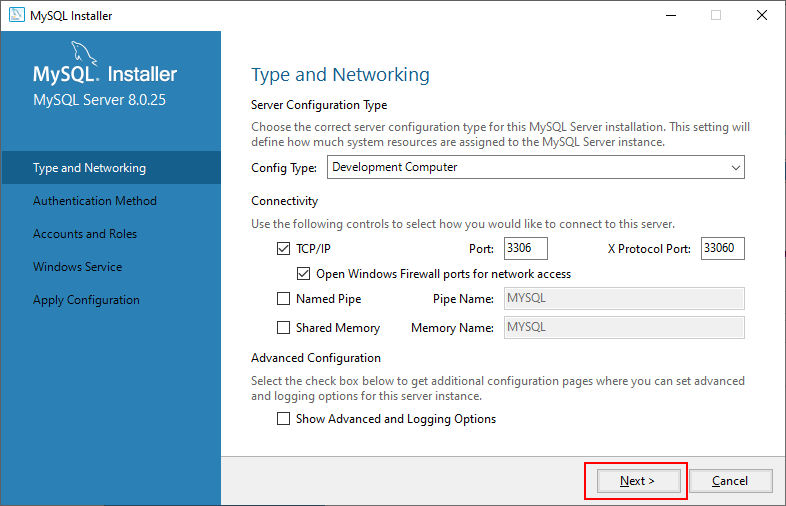 MySQL Installer
MySQL. Installer
MySQL Server 8.0.25
Type and Networking
Authentication Method
Accounts and Roles
Windows Service
Apply Configuration
Type and Networking
Server Configuration Type
Choose the correct server configuration type for this MySQL Server installation. This setting will
define how much system resources are assigned to the MySQL Server instance.
Config Type: Development Computer
Connectivity
Use the following controls to select how you would like to connect to this server.
TCP/IP Port: 3306 X Protocol Port: 33060
Open Windows Firewall ports for network access
Named Pipe Pipe Name: MYSQL
Shared Memory Memory Name: MYSQL
Advanced Configuration
Select the check box below to get additional configuration pages where you can set advanced
and logging options for this server instance.
Show Advanced and Logging Options
Next > Cancel